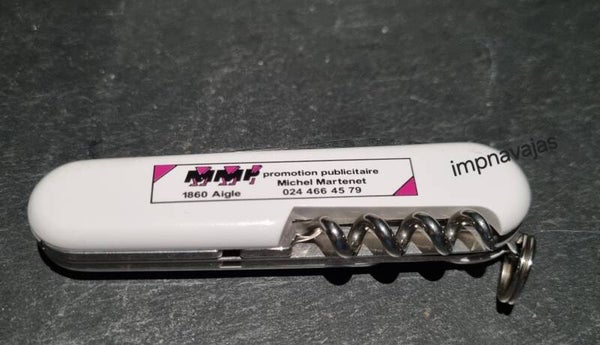 MMP promotion publicitaire
Michel Martenet
1860 Aigle 024 466 45 79
impnavajas